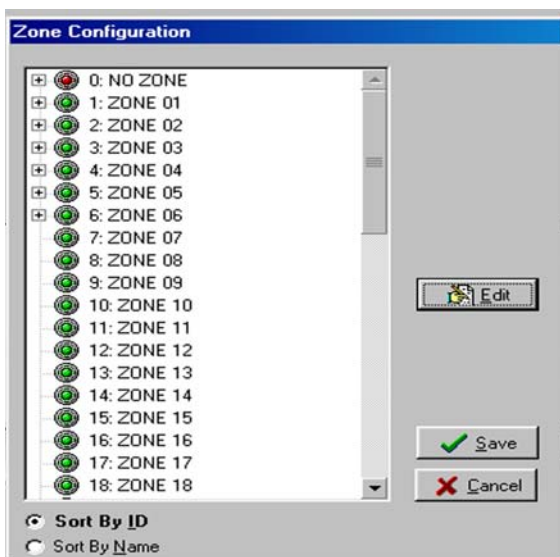 Zone Configuration
0: NO ZONE
1: ZONE 01
2: ZONE 02
3: ZONE 03
4: ZONE 04
5: ZONE 05
6: ZONE 06
7: ZONE 07
8: ZONE 08
9: ZONE 09
10: ZONE 10
11: ZONE 11
12: ZONE 12
13: ZONE 13
14: ZONE 14
15: ZONE 15
16: ZONE 16
17: ZONE 17
18: ZONE 18
Edit
Save
Cancel
Sort By ID
Sort By Name